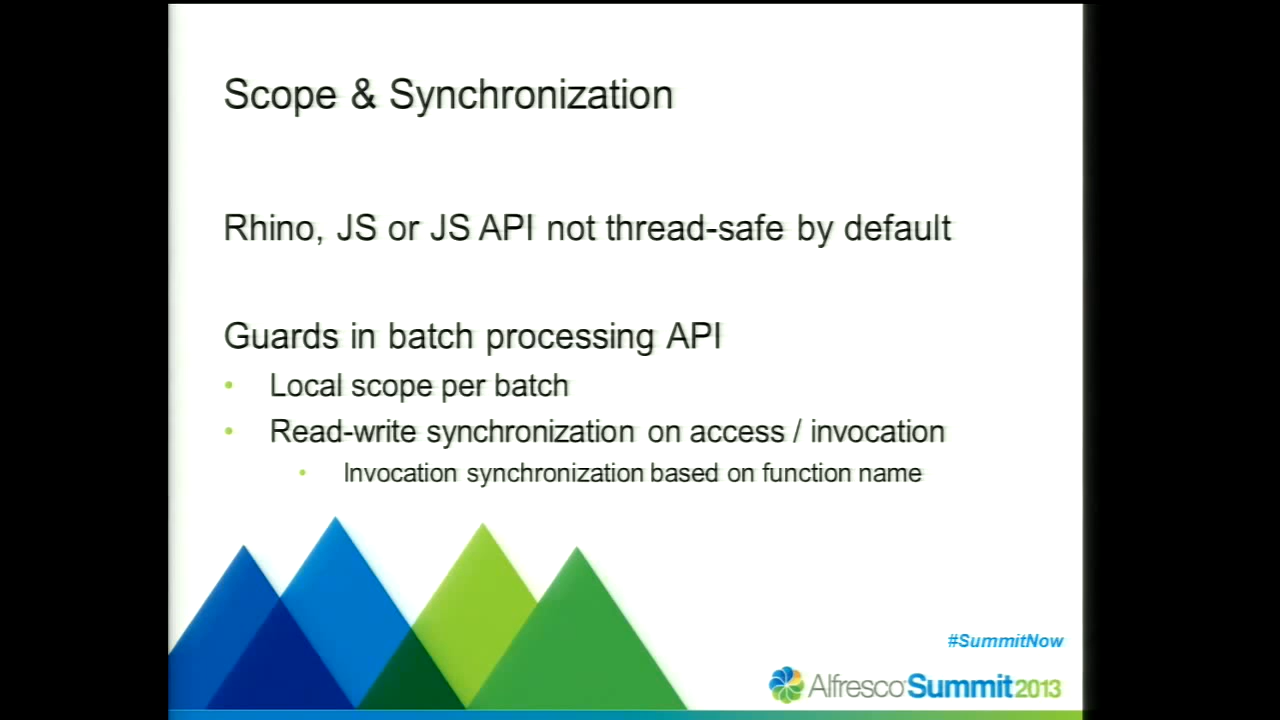 Scope & Synchronization
Rhino, JS or JS API not thread-safe by default
Guards in batch processing API
• Local scope per batch
• Read-write synchronization on access / invocation
• Invocation synchronization based on function name
#SummitNow
Alfresco Summit 2013